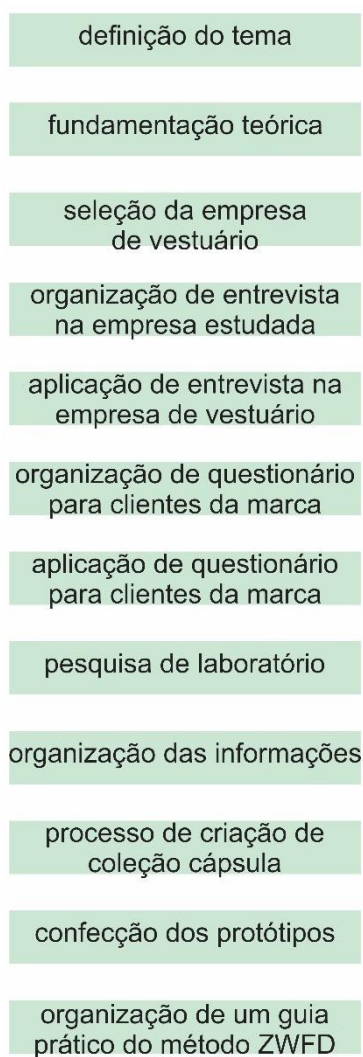 definição do tema
fundamentação teórica
seleção da empresa
de vestuário
organização de entrevista
na empresa estudada
aplicação de entrevista na
empresa de vestuário
organização de questionário
para clientes da marca
aplicação de questionário
para clientes da marca
pesquisa de laboratório
organização das informações
processo de criação de
coleção cápsula
confecção dos protótipos
organização de um guia
prático do método ZWFD